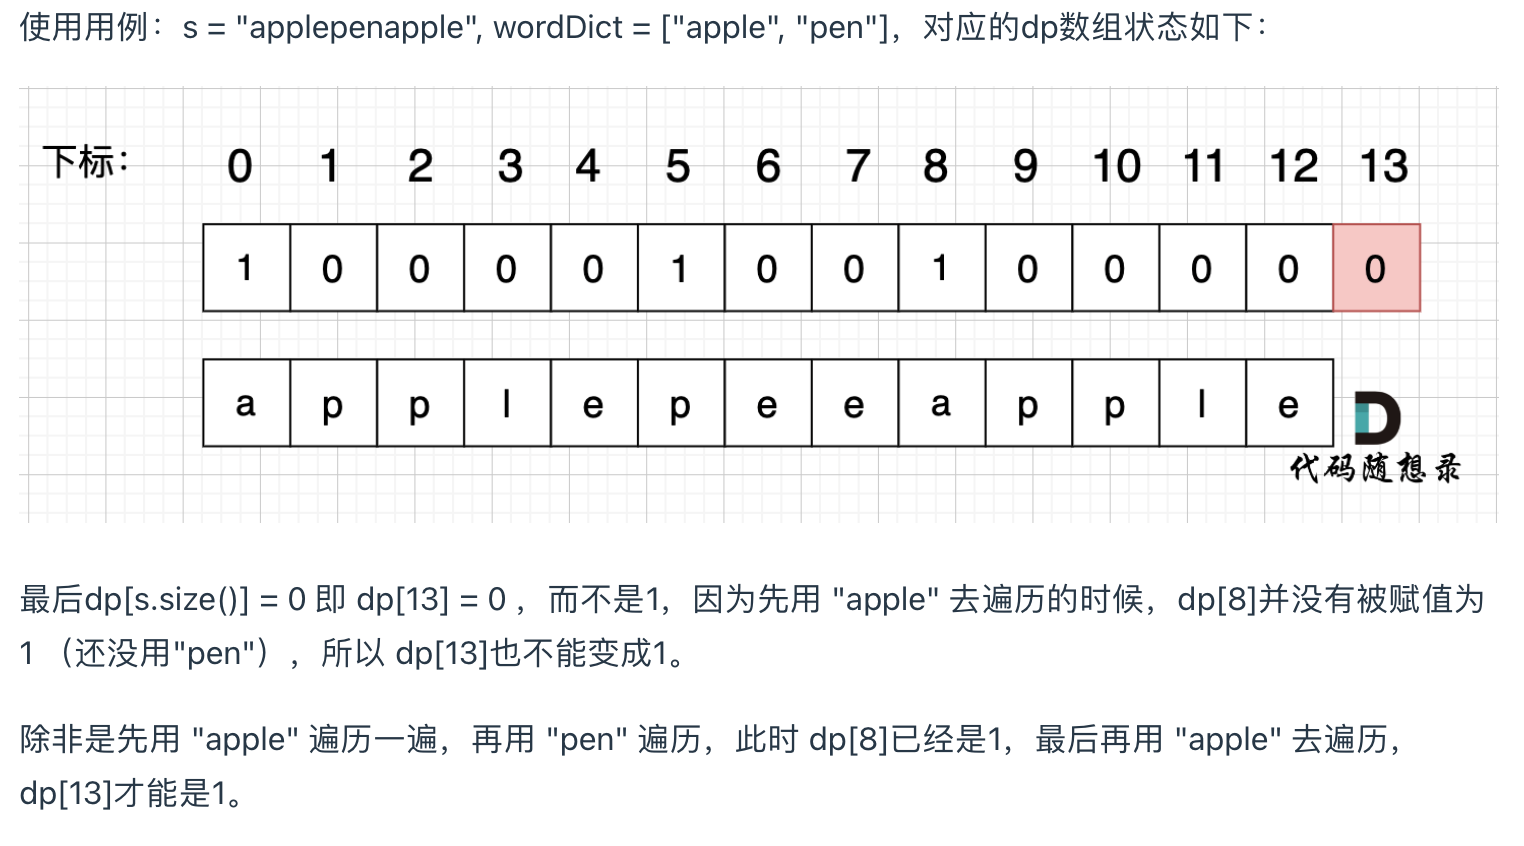 使用用例：s = "applepenapple", wordDict = ["apple", "pen"]，对应的dp数组状态如下：
下标： 0 1 2 3 4 5 6 7 8 9 10 11 12 13
1 0 0 0 0 1 0 0 1 0 0 0 0 0
a p p l e p e e a p p l e
代码随想录
最后dp[s.size()] = 0 即 dp[13] = 0 ，而不是1，因为先用 "apple" 去遍历的时候，dp[8]并没有被赋值为
1 （还没用"pen"），所以 dp[13]也不能变成1。
除非是先用 "apple" 遍历一遍，再用 "pen" 遍历，此时 dp[8]已经是1，最后再用 "apple" 去遍历，
dp[13]才能是1。